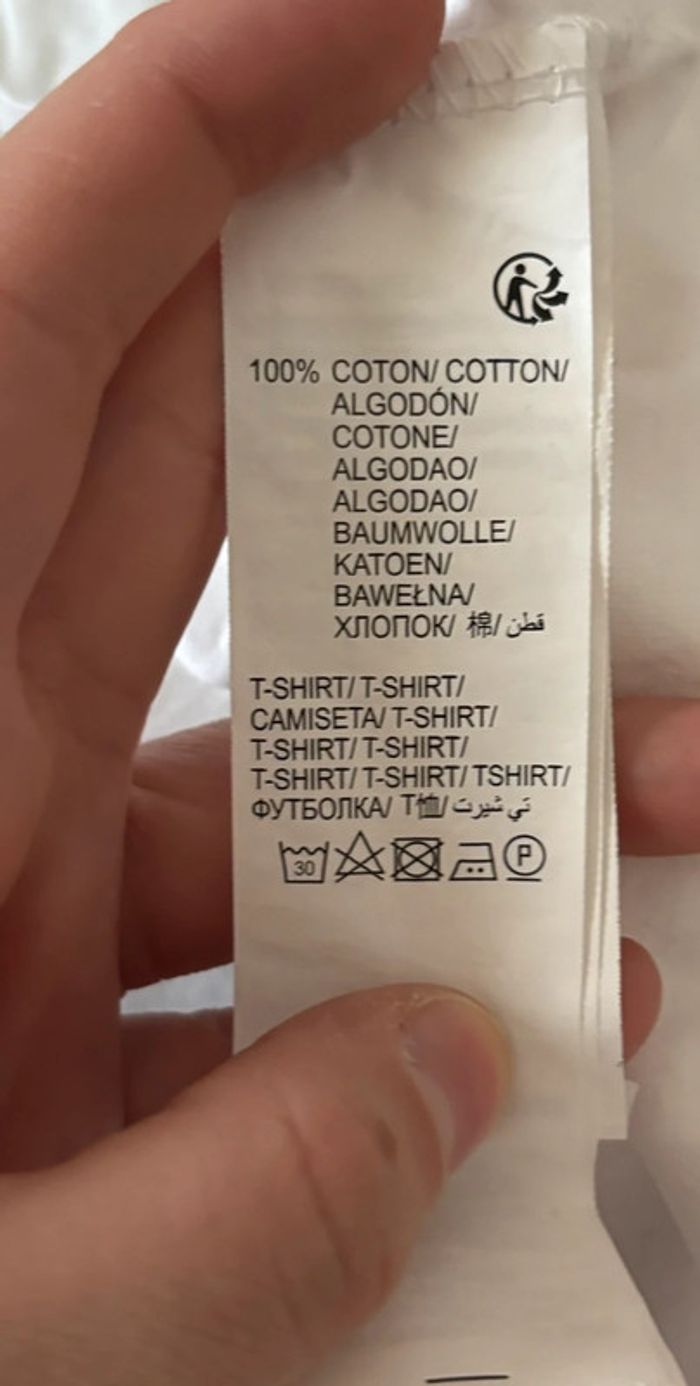 100% COTON/ COTTON/
ALGODÓN/
COTONE/
ALGODAO/
ALGODAO/
BAUMWOLLE/
KATOEN/
BAWEŁNA/
ХЛОПОК/ 棉/ قطن
T-SHIRT/ T-SHIRT/
CAMISETA/ T-SHIRT/
T-SHIRT/ T-SHIRT/
T-SHIRT/ T-SHIRT/ TSHIRT/
ФУТБОЛКА/ T恤/ تي شيرت
30 P